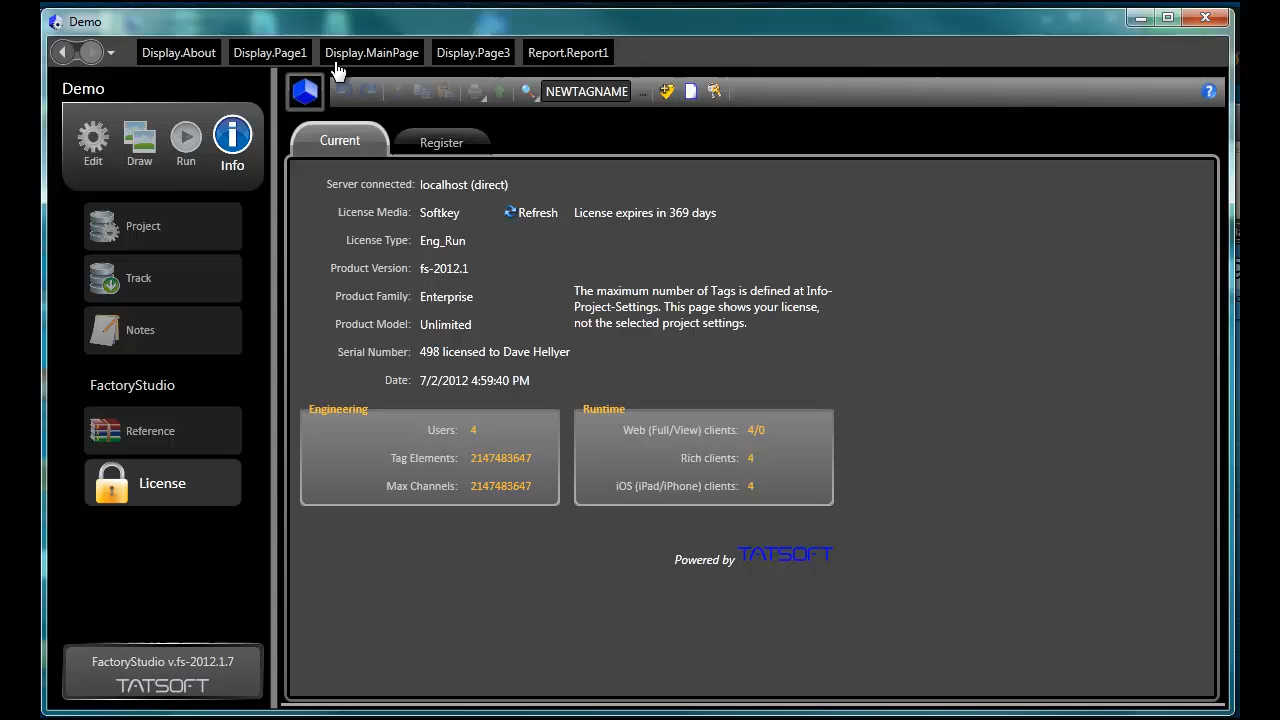 Demo
Display.About Display.Page1 Display.MainPage Display.Page3 Report.Report1
Demo
NEWTAGNAME ...
Edit Draw Run Info
Current Register
Server connected: localhost (direct)
License Media: Softkey Refresh License expires in 369 days
License Type: Eng_Run
Product Version: fs-2012.1
Product Family: Enterprise
The maximum number of Tags is defined at Info-
Project-Settings. This page shows your license,
not the selected project settings.
Product Model: Unlimited
Serial Number: 498 licensed to Dave Hellyer
Date: 7/2/2012 4:59:40 PM
Engineering
Users: 4
Tag Elements: 2147483647
Max Channels: 2147483647
Runtime
Web (Full/View) clients: 4/0
Rich clients: 4
iOS (iPad/iPhone) clients: 4
Powered by TATSOFT
Project
Track
Notes
FactoryStudio
Reference
License
FactoryStudio v.fs-2012.1.7
TATSOFT